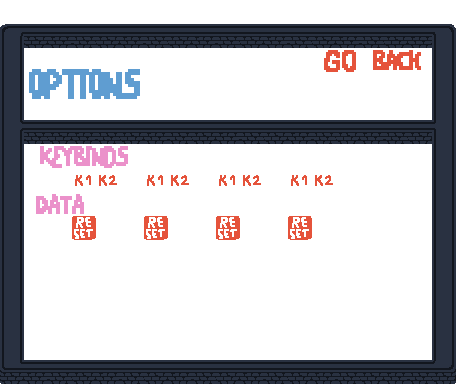 GO BACK
OPTIONS
KEYBINDS
K1 K2 K1 K2 K1 K2 K1 K2
DATA
RE RE RE RE
SET SET SET SET